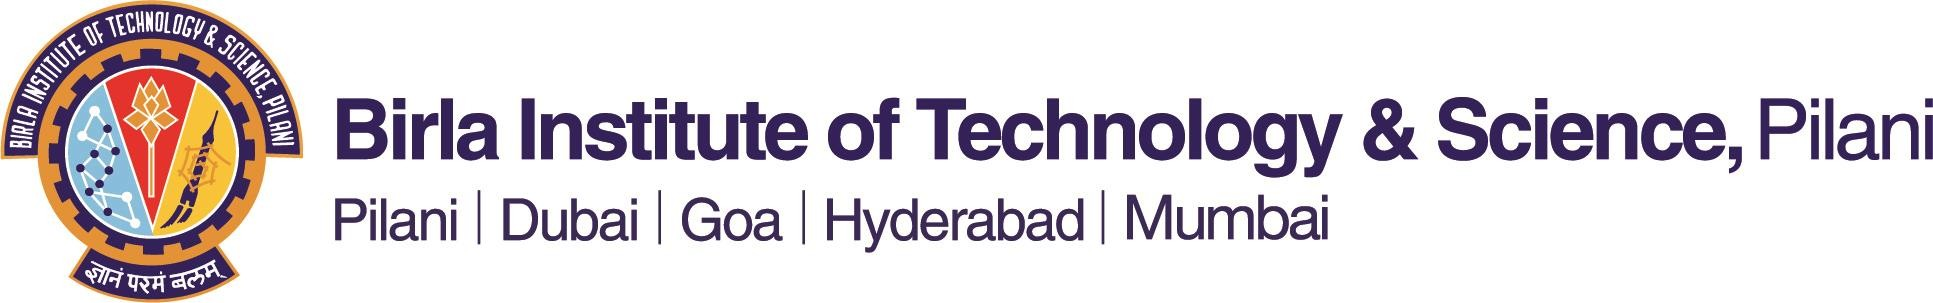 BIRLA INSTITUTE OF TECHNOLOGY & SCIENCE, PILANI
ज्ञानं परमं बलम्
Birla Institute of Technology & Science, Pilani
Pilani | Dubai | Goa | Hyderabad | Mumbai